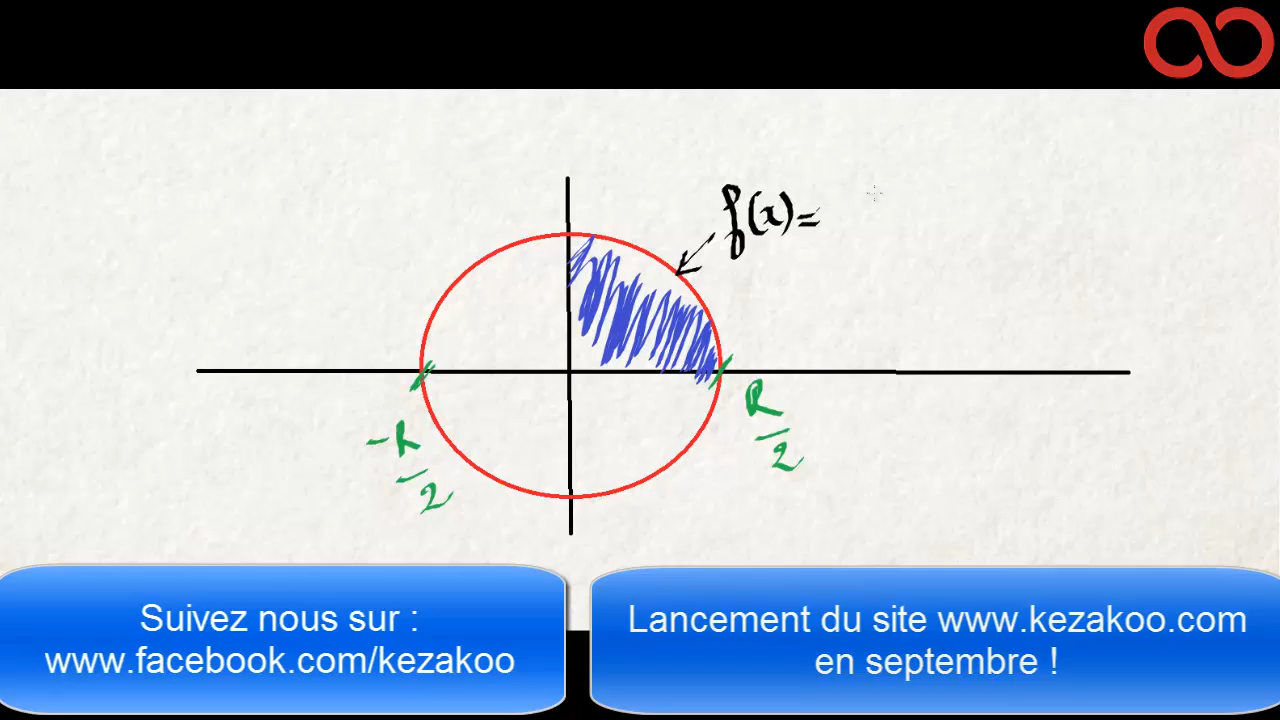 f(x)=
-R/2
R/2
Suivez nous sur :
www.facebook.com/kezakoo
Lancement du site www.kezakoo.com
en septembre !